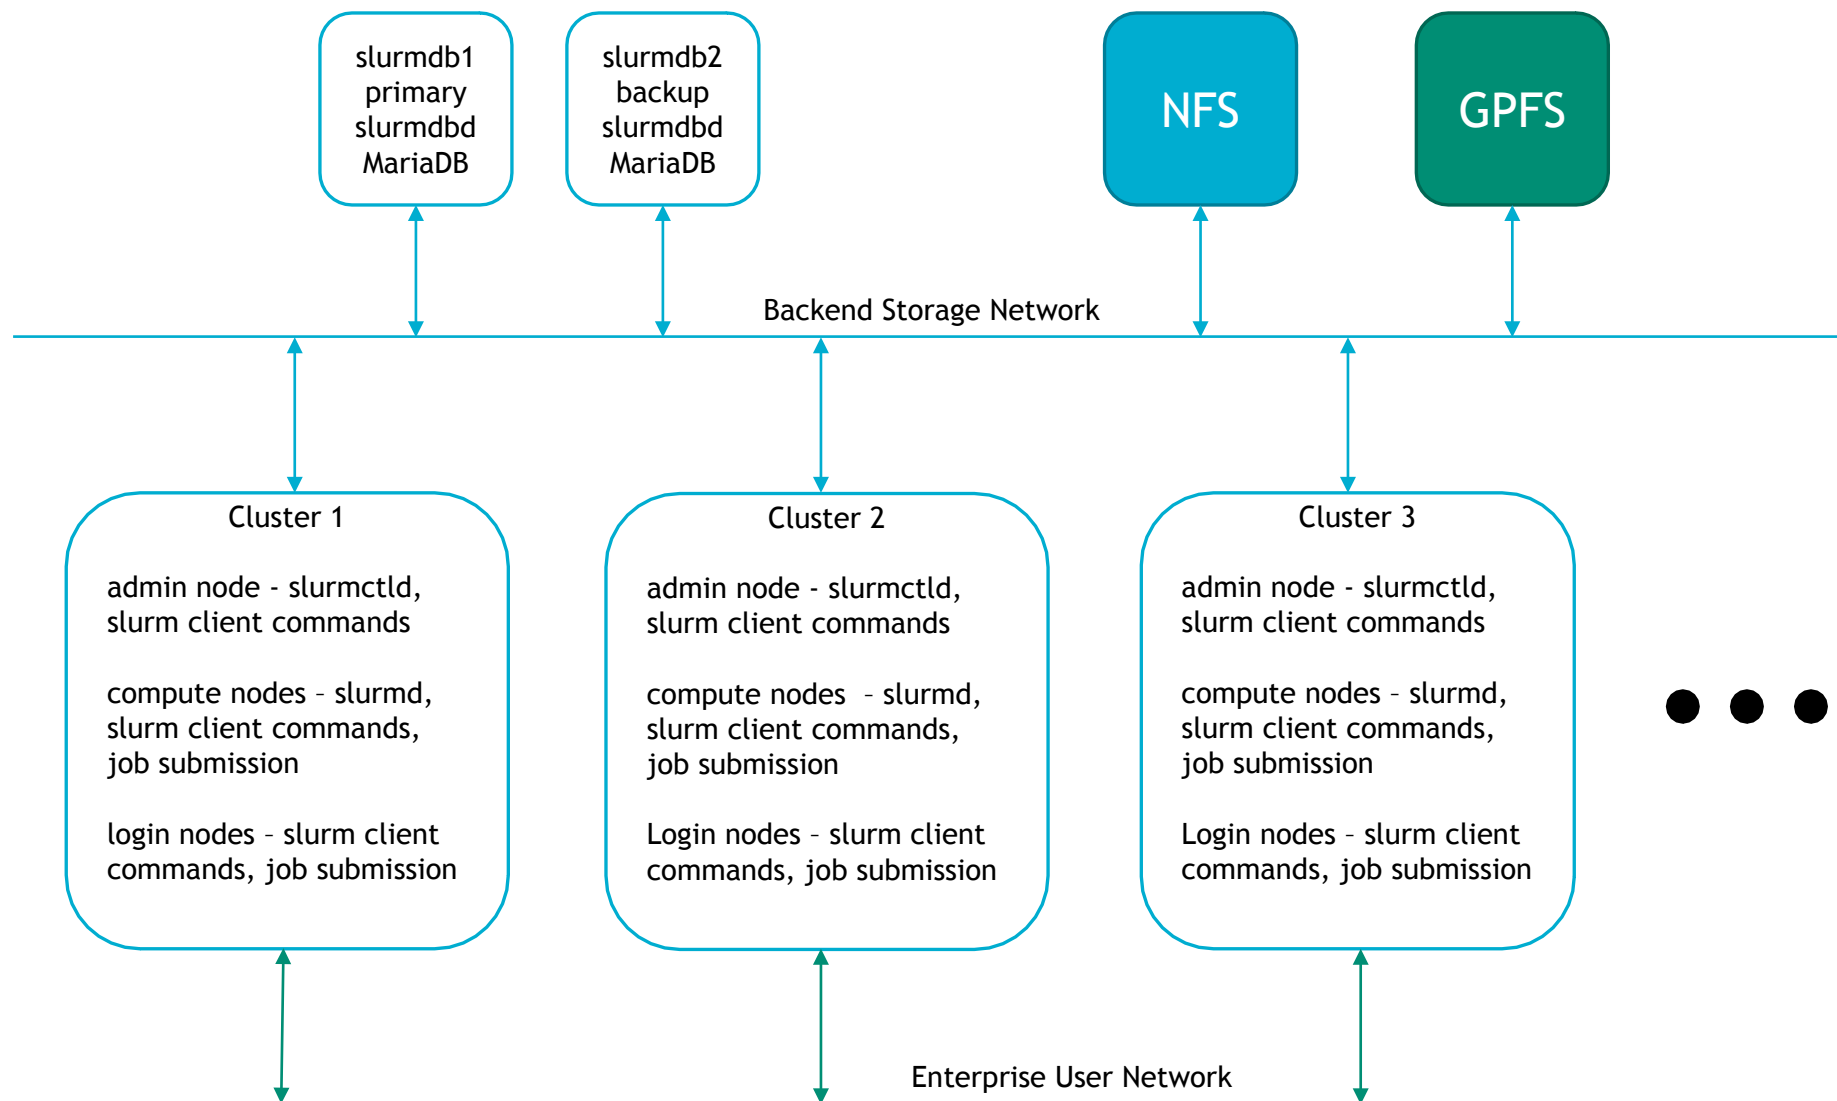 slurmdb1
primary
slurmdbd
MariaDB
slurmdb2
backup
slurmdbd
MariaDB
NFS
GPFS
Backend Storage Network
Cluster 1
admin node - slurmctld,
slurm client commands
compute nodes – slurmd,
slurm client commands,
job submission
login nodes – slurm client
commands, job submission
Cluster 2
admin node - slurmctld,
slurm client commands
compute nodes  – slurmd,
slurm client commands,
job submission
Login nodes – slurm client
commands, job submission
Cluster 3
admin node - slurmctld,
slurm client commands
compute nodes – slurmd,
slurm client commands,
job submission
Login nodes – slurm client
commands, job submission
Enterprise User Network